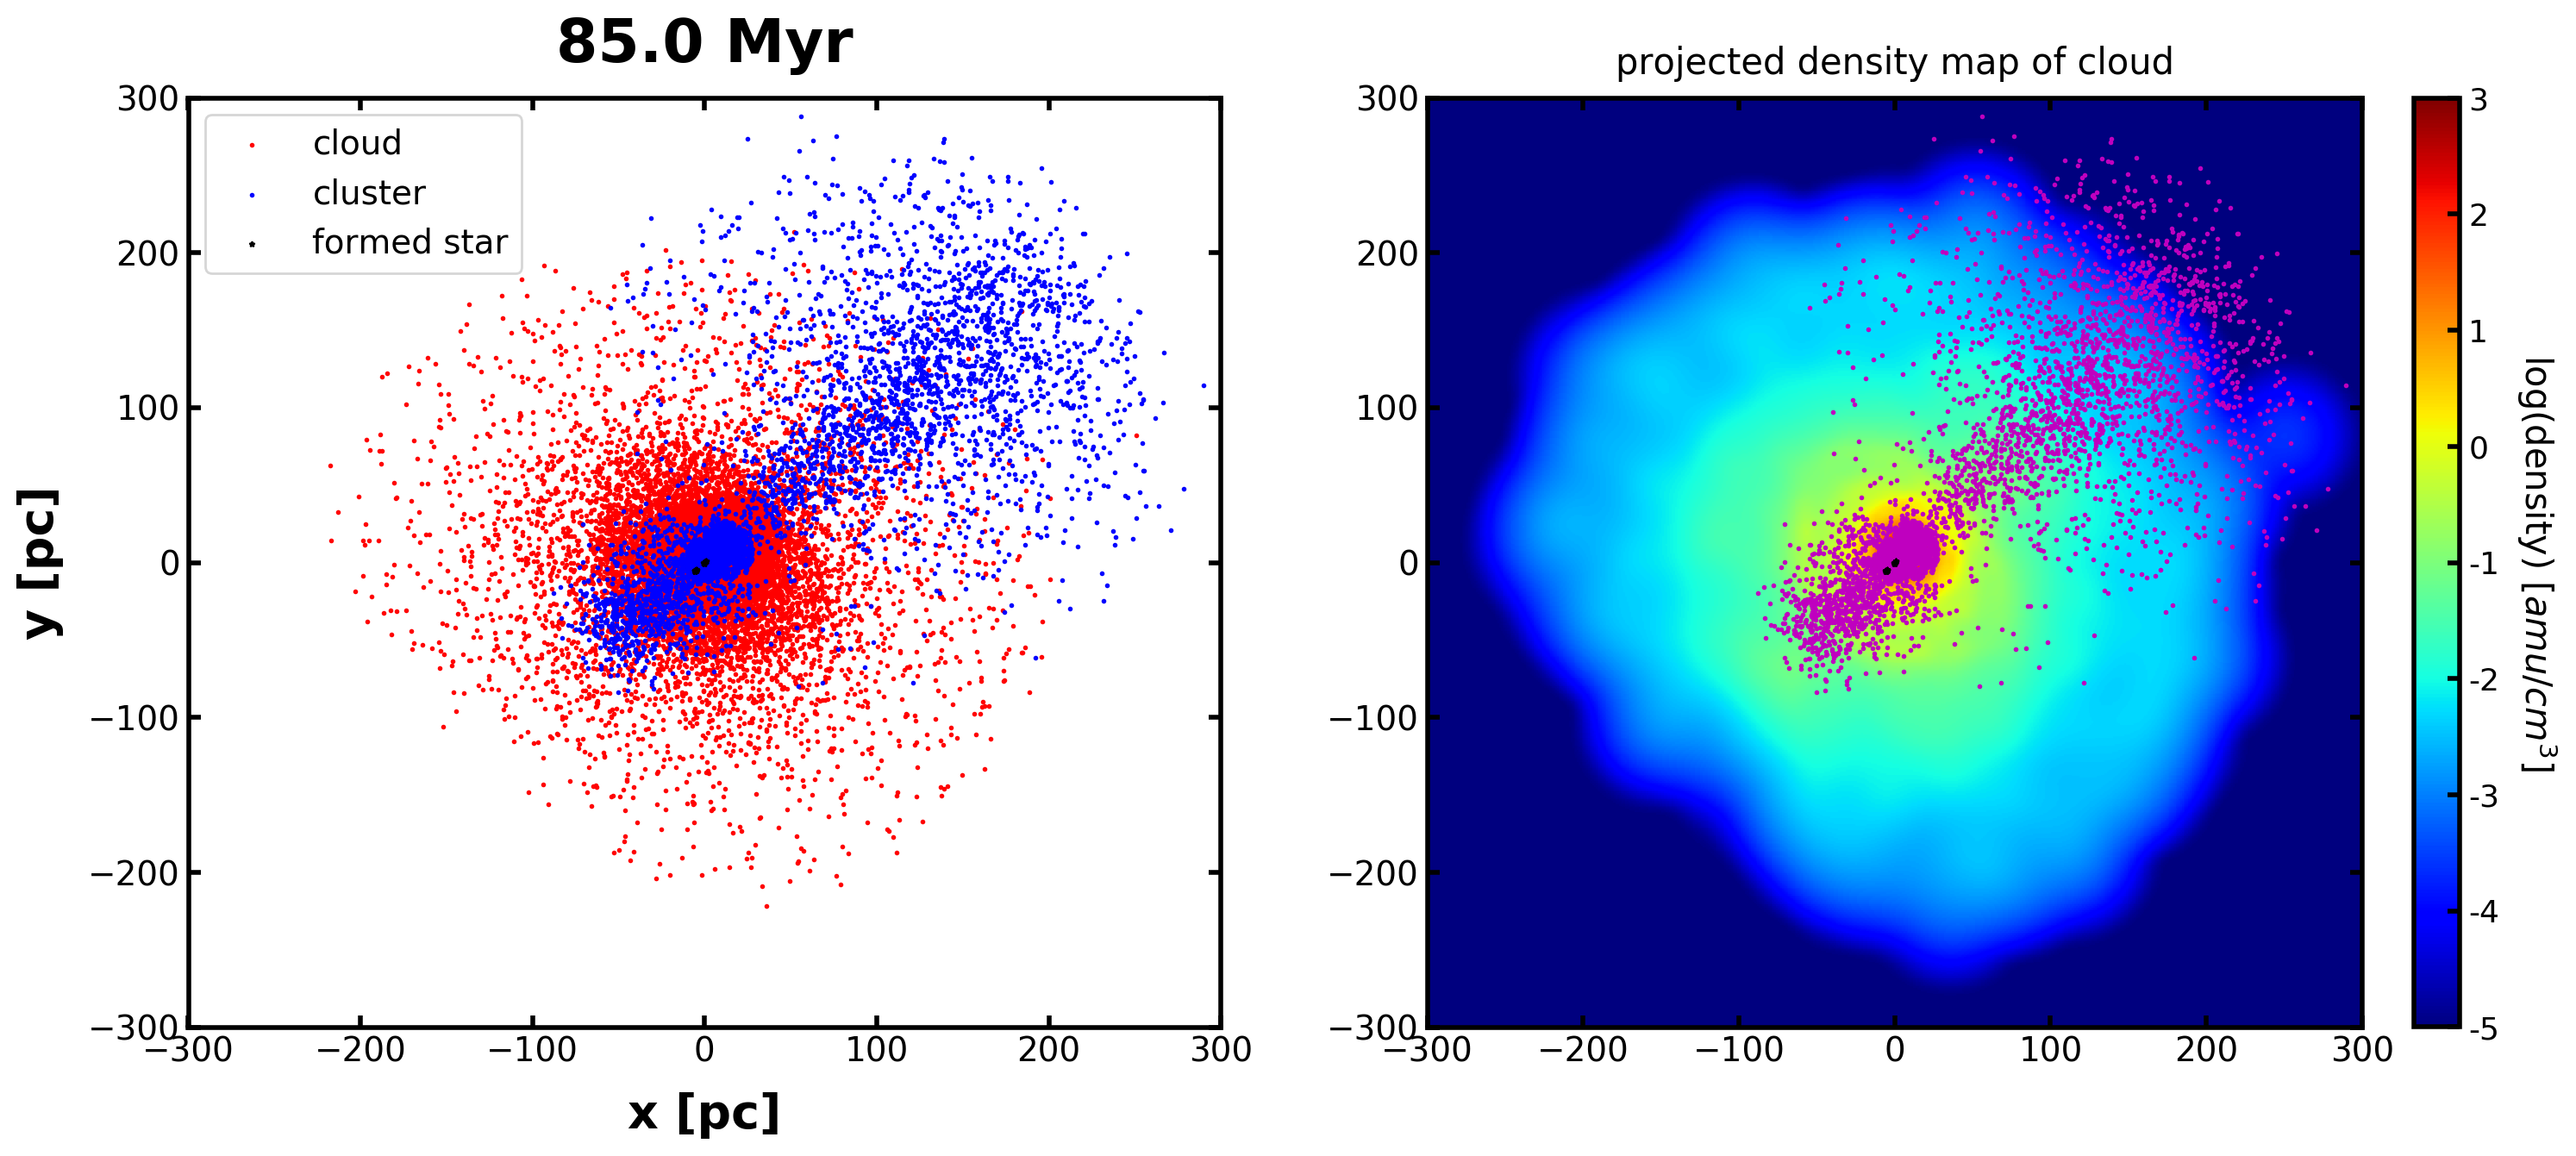 85.0 Myr
projected density map of cloud
cloud
cluster
formed star
300
200
100
0
−100
−200
−300
y [pc]
−300 −200 −100 0 100 200 300
x [pc]
300
200
100
0
−100
−200
−300
−300 −200 −100 0 100 200 300
3
2
1
0
-1
-2
-3
-4
-5
log(density) [amu/cm³]